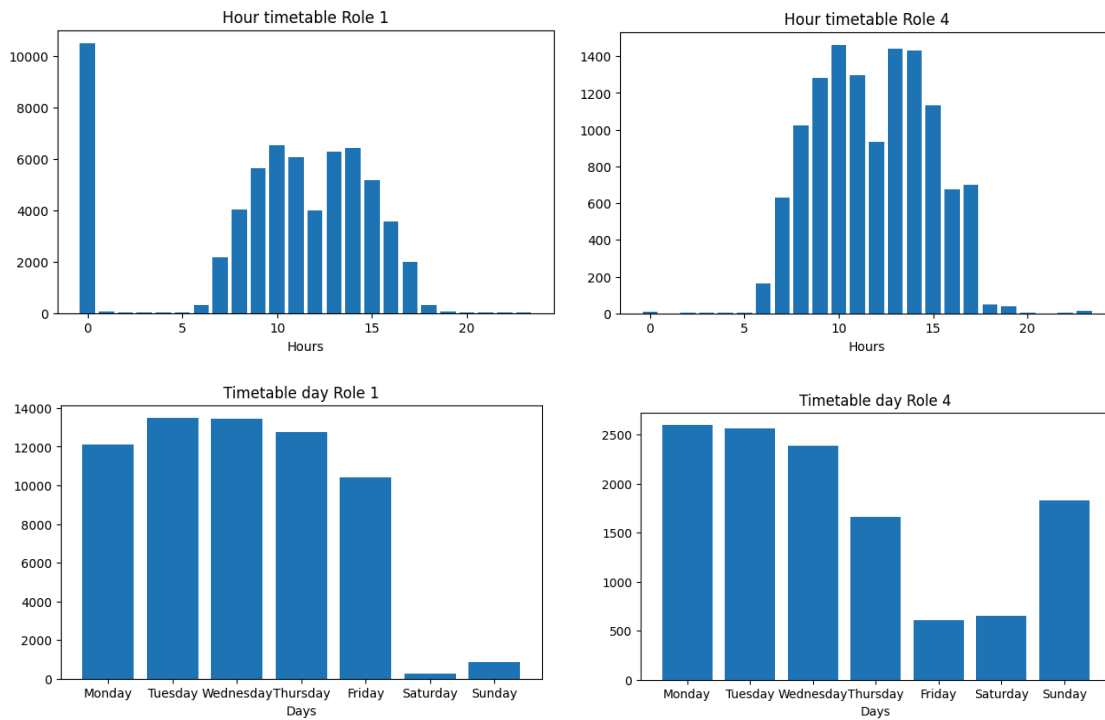 Hour timetable Role 1
10000
8000
6000
4000
2000
0
0 5 10 15 20
Hours
Hour timetable Role 4
1400
1200
1000
800
600
400
200
0
0 5 10 15 20
Hours
Timetable day Role 1
14000
12000
10000
8000
6000
4000
2000
0
Monday Tuesday Wednesday Thursday Friday Saturday Sunday
Days
Timetable day Role 4
2500
2000
1500
1000
500
0
Monday Tuesday Wednesday Thursday Friday Saturday Sunday
Days